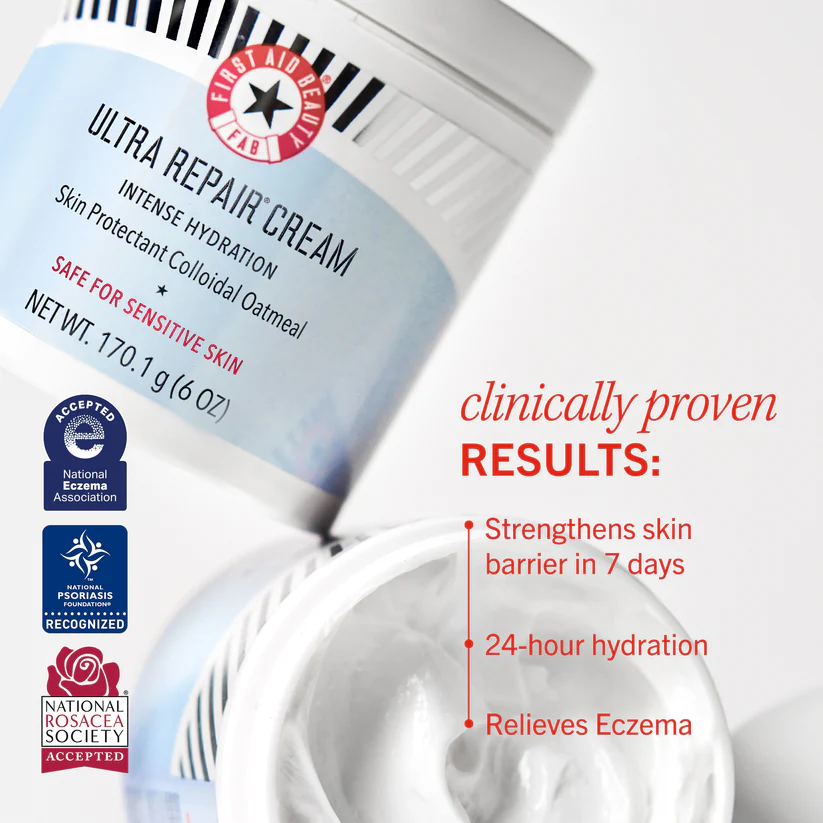 FIRST AID BEAUTY
FAB
®
ULTRA REPAIR® CREAM
INTENSE HYDRATION
Skin Protectant Colloidal Oatmeal
SAFE FOR SENSITIVE SKIN
NET WT. 170.1 g (6 OZ)
clinically proven
RESULTS:
Strengthens skin
barrier in 7 days
24-hour hydration
Relieves Eczema
ACCEPTED
e
National
Eczema
Association
NATIONAL
PSORIASIS
FOUNDATION®
RECOGNIZED
NATIONAL
ROSACEA
SOCIETY®
ACCEPTED